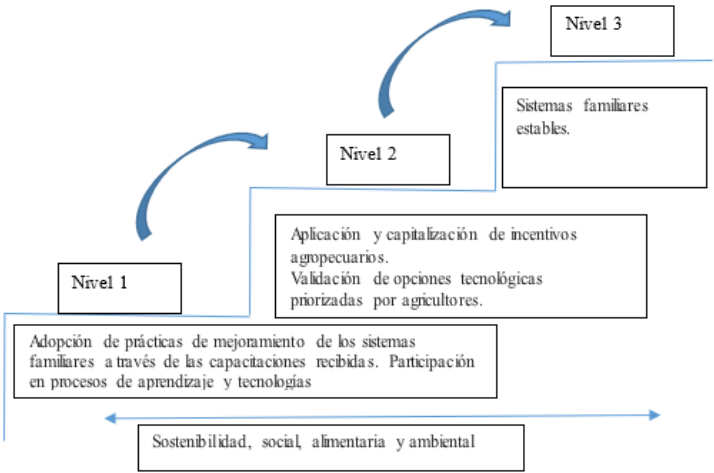 Nivel 3
Sistemas familiares
estables.
Nivel 2
Aplicación y capitalización de incentivos
agropecuarios.
Validación de opciones tecnológicas
priorizadas por agricultores.
Nivel 1
Adopción de prácticas de mejoramiento de los sistemas
familiares a través de las capacitaciones recibidas. Participación
en procesos de aprendizaje y tecnologías
Sostenibilidad, social, alimentaria y ambiental